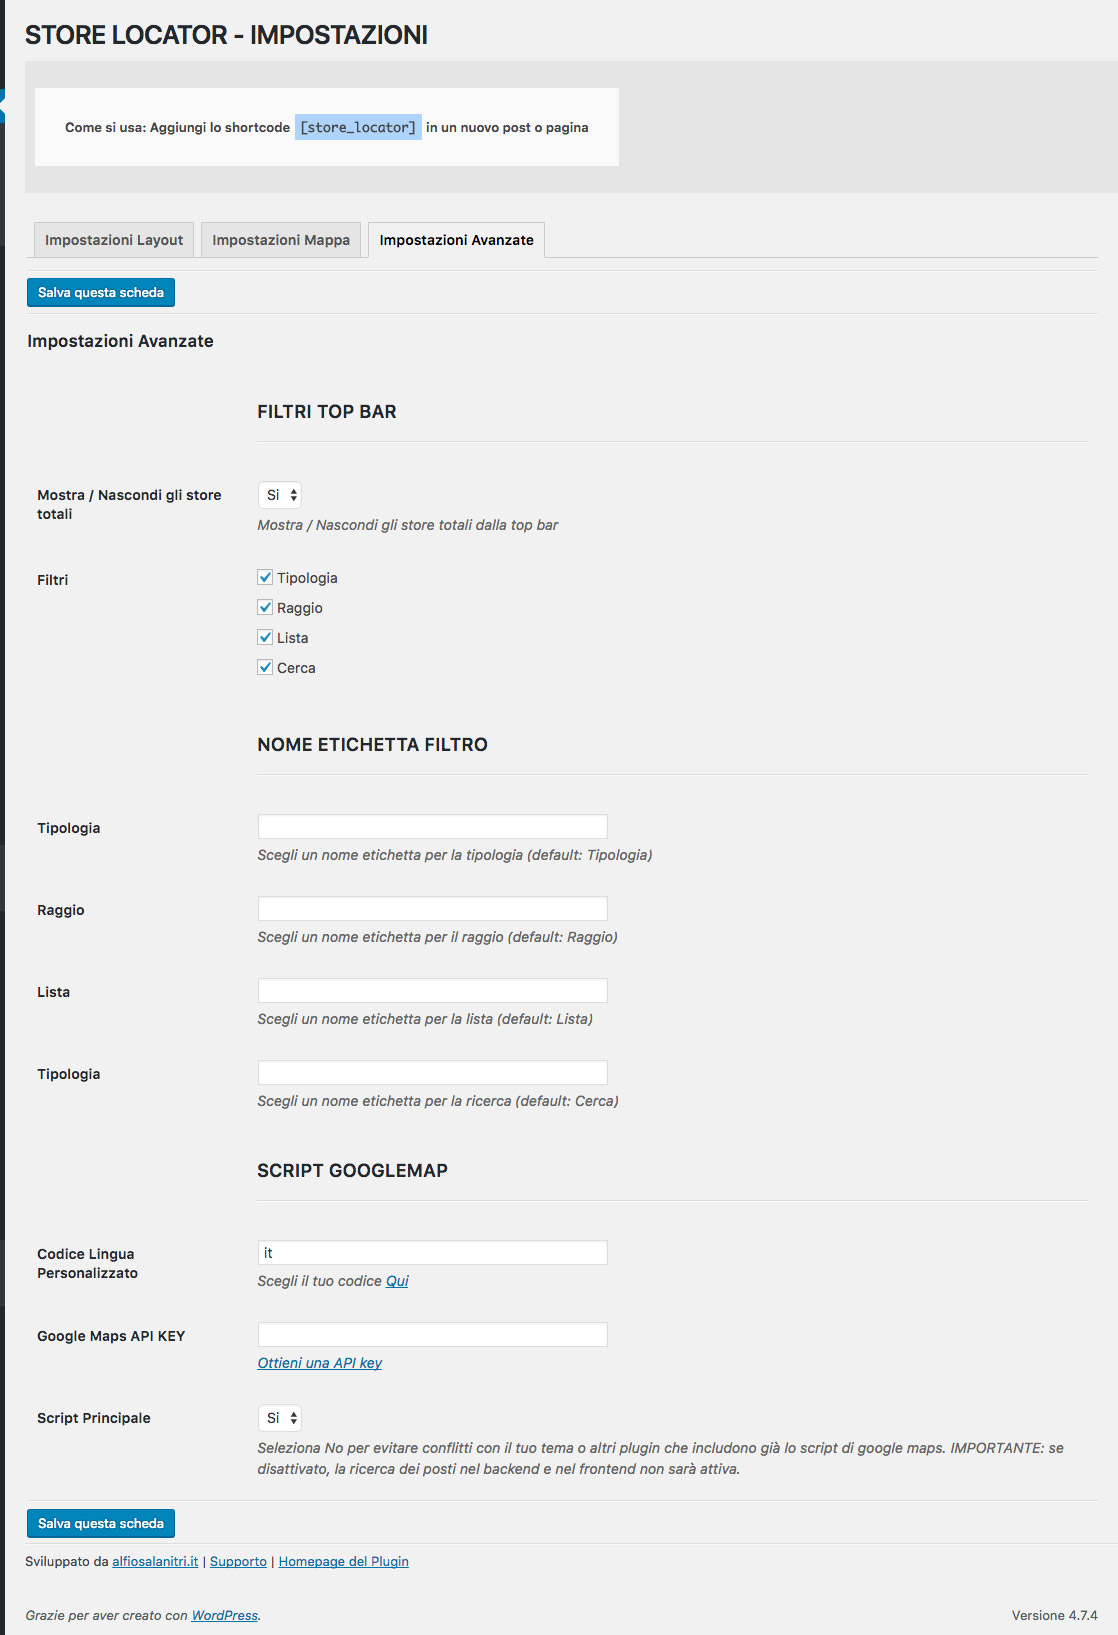 STORE LOCATOR - IMPOSTAZIONI
Come si usa: Aggiungi lo shortcode [store_locator] in un nuovo post o pagina
Impostazioni Layout Impostazioni Mappa Impostazioni Avanzate
Salva questa scheda
Impostazioni Avanzate
FILTRI TOP BAR
Mostra / Nascondi gli store
totali
Si
Mostra / Nascondi gli store totali dalla top bar
Filtri
Tipologia
Raggio
Lista
Cerca
NOME ETICHETTA FILTRO
Tipologia
Scegli un nome etichetta per la tipologia (default: Tipologia)
Raggio
Scegli un nome etichetta per il raggio (default: Raggio)
Lista
Scegli un nome etichetta per la lista (default: Lista)
Tipologia
Scegli un nome etichetta per la ricerca (default: Cerca)
SCRIPT GOOGLEMAP
Codice Lingua
Personalizzato
it
Scegli il tuo codice Qui
Google Maps API KEY
Ottieni una API key
Script Principale
Si
Seleziona No per evitare conflitti con il tuo tema o altri plugin che includono già lo script di google maps. IMPORTANTE: se
disattivato, la ricerca dei posti nel backend e nel frontend non sarà attiva.
Salva questa scheda
Sviluppato da alfiosalanitri.it | Supporto | Homepage del Plugin
Grazie per aver creato con WordPress.
Versione 4.7.4